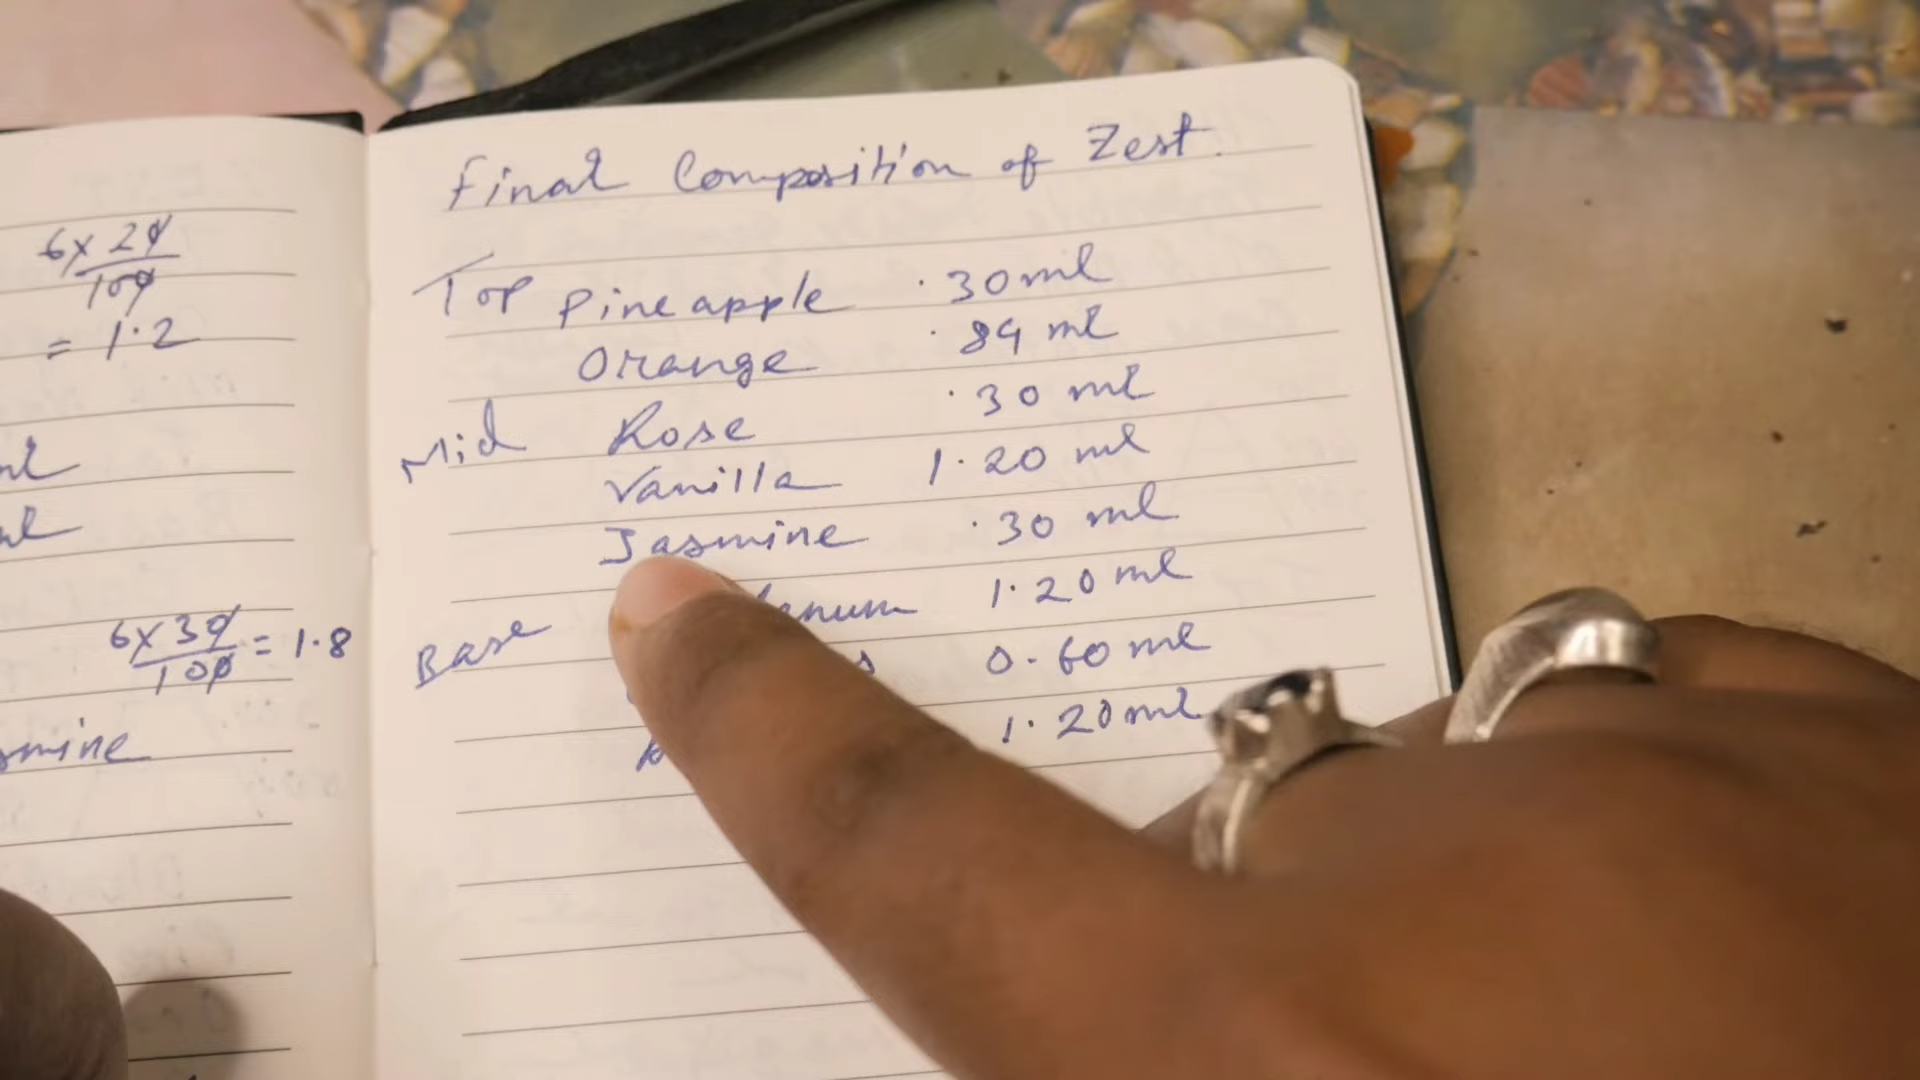 6x20
100
= 1.2
6x30 = 1.8
100
Final Composition of Zest.
Top Pineapple .30ml
Orange .89 ml
Mid Rose .30 ml
Vanilla 1.20 ml
Jasmine .30 ml
Base 1.20 ml
0.60 ml
1.20ml